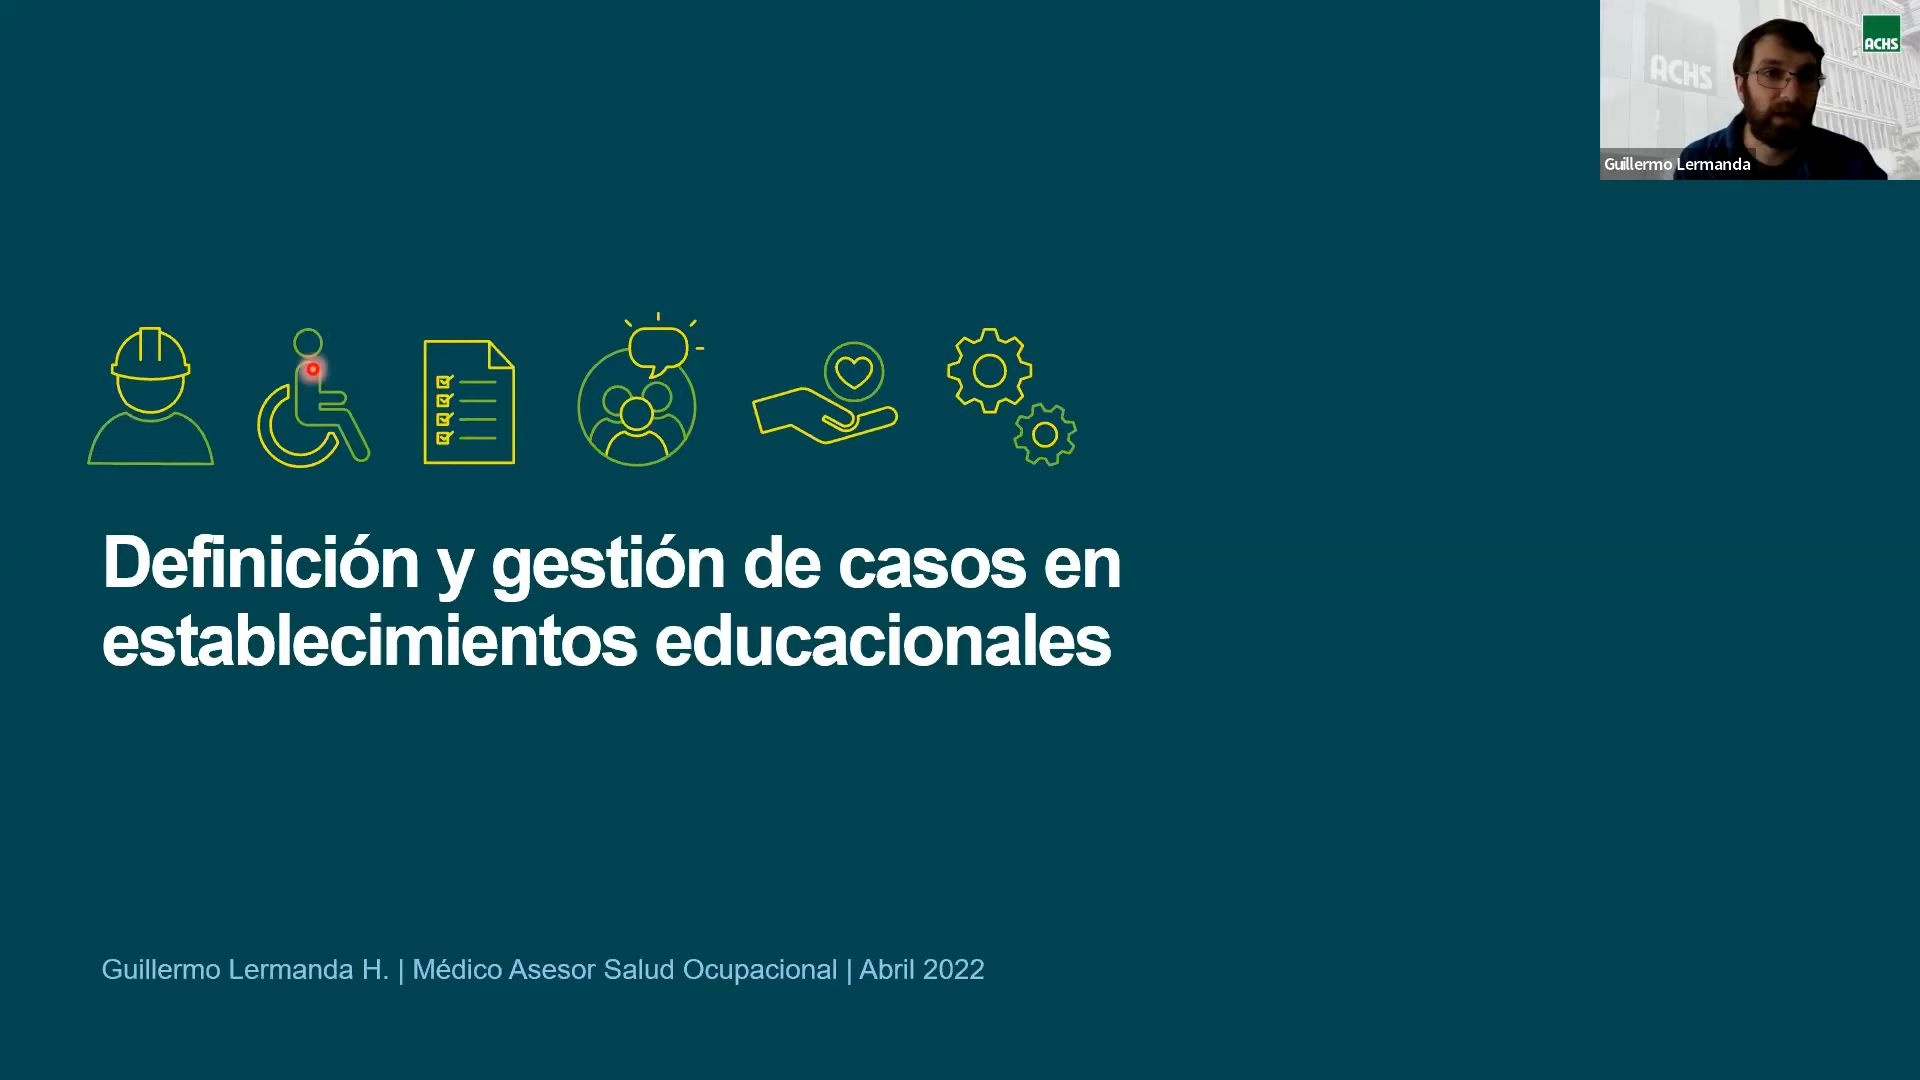 ACHS
ACHS
Guillermo Lermanda
Definición y gestión de casos en
establecimientos educacionales
Guillermo Lermanda H. | Médico Asesor Salud Ocupacional | Abril 2022